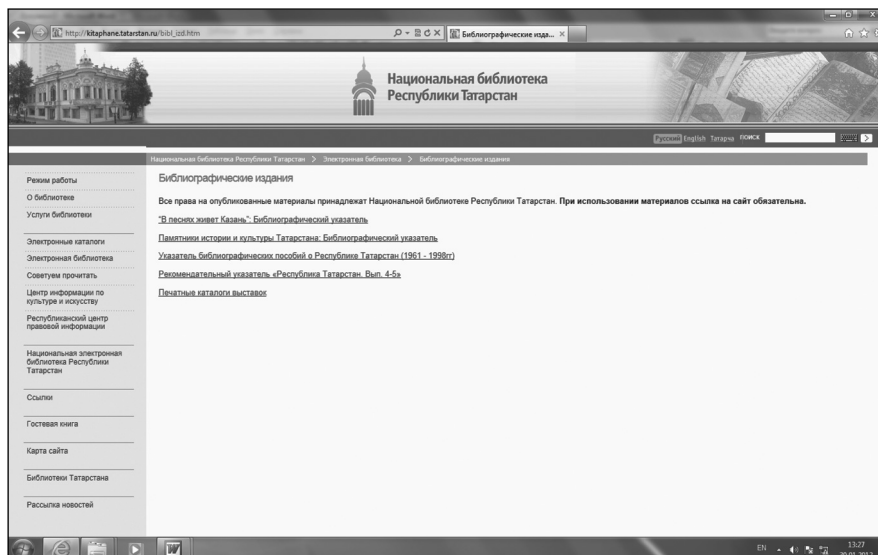 http://kitaphane.tatarstan.ru/bibl_izd.htm
Библиографические изда...
Национальная библиотека
Республики Татарстан
Русский English Татарча ПОИСК
Национальная библиотека Республики Татарстан > Электронная библиотека > Библиографические издания
Режим работы
О библиотеке
Услуги библиотеки
Электронные каталоги
Электронная библиотека
Советуем прочитать
Центр информации по
культуре и искусству
Республиканский центр
правовой информации
Национальная электронная
библиотека Республики
Татарстан
Ссылки
Гостевая книга
Карта сайта
Библиотеки Татарстана
Рассылка новостей
Библиографические издания
Все права на опубликованные материалы принадлежат Национальной библиотеке Республики Татарстан. При использовании материалов ссылка на сайт обязательна.
"В песнях живет Казань": Библиографический указатель
Памятники истории и культуры Татарстана: Библиографический указатель
Указатель библиографических пособий о Республике Татарстан (1961 - 1998гг)
Рекомендательный указатель «Республика Татарстан. Вып. 4-5»
Печатные каталоги выставок
EN
13:27